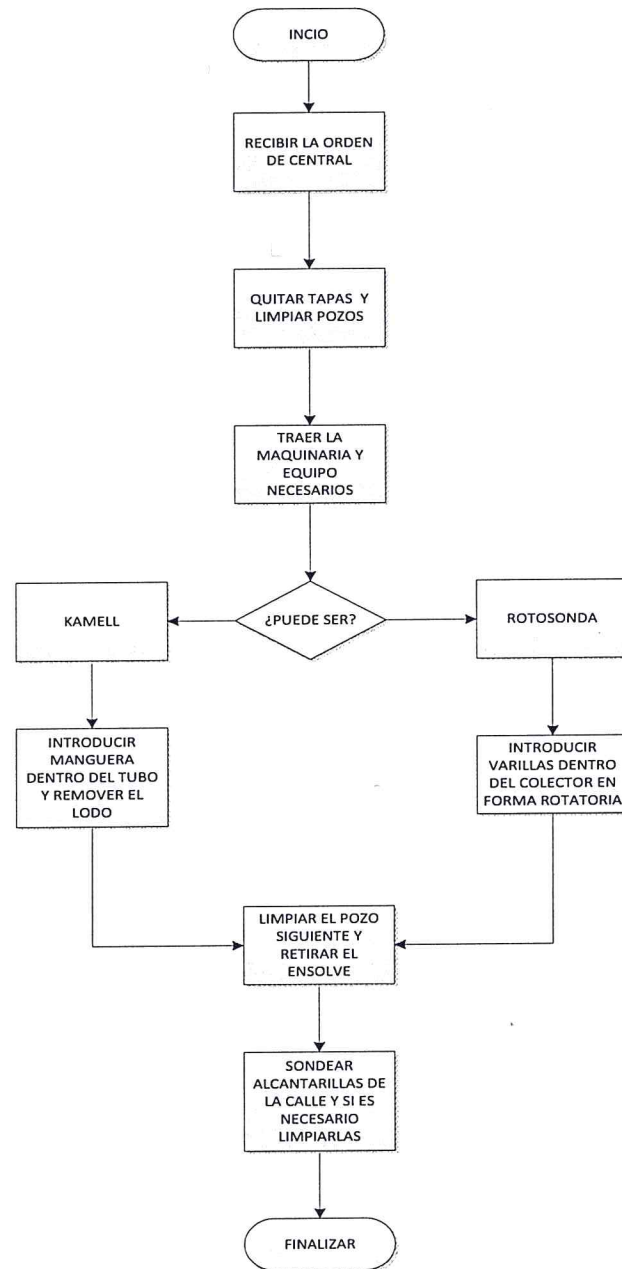 INCIO
RECIBIR LA ORDEN
DE CENTRAL
QUITAR TAPAS Y
LIMPIAR POZOS
TRAER LA
MAQUINARIA Y
EQUIPO
NECESARIOS
¿PUEDE SER?
KAMELL
ROTOSONDA
INTRODUCIR
MANGUERA
DENTRO DEL TUBO
Y REMOVER EL
LODO
INTRODUCIR
VARILLAS DENTRO
DEL COLECTOR EN
FORMA ROTATORIA
LIMPIAR EL POZO
SIGUIENTE Y
RETIRAR EL
ENSOLVE
SONDEAR
ALCANTARILLAS DE
LA CALLE Y SI ES
NECESARIO
LIMPIARLAS
FINALIZAR